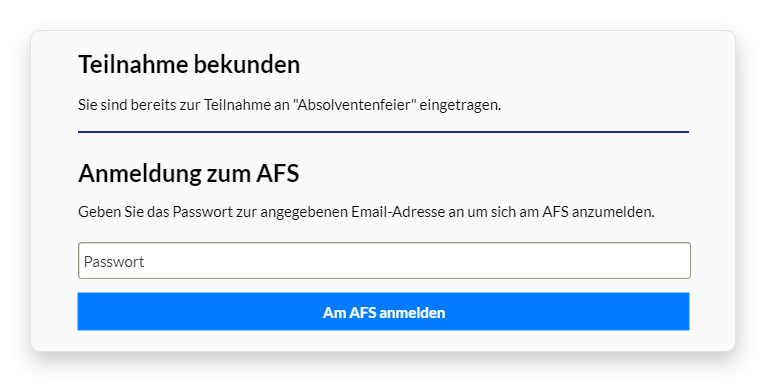 Teilnahme bekunden
Sie sind bereits zur Teilnahme an "Absolventenfeier" eingetragen.
Anmeldung zum AFS
Geben Sie das Passwort zur angegebenen Email-Adresse an um sich am AFS anzumelden.
Passwort
Am AFS anmelden